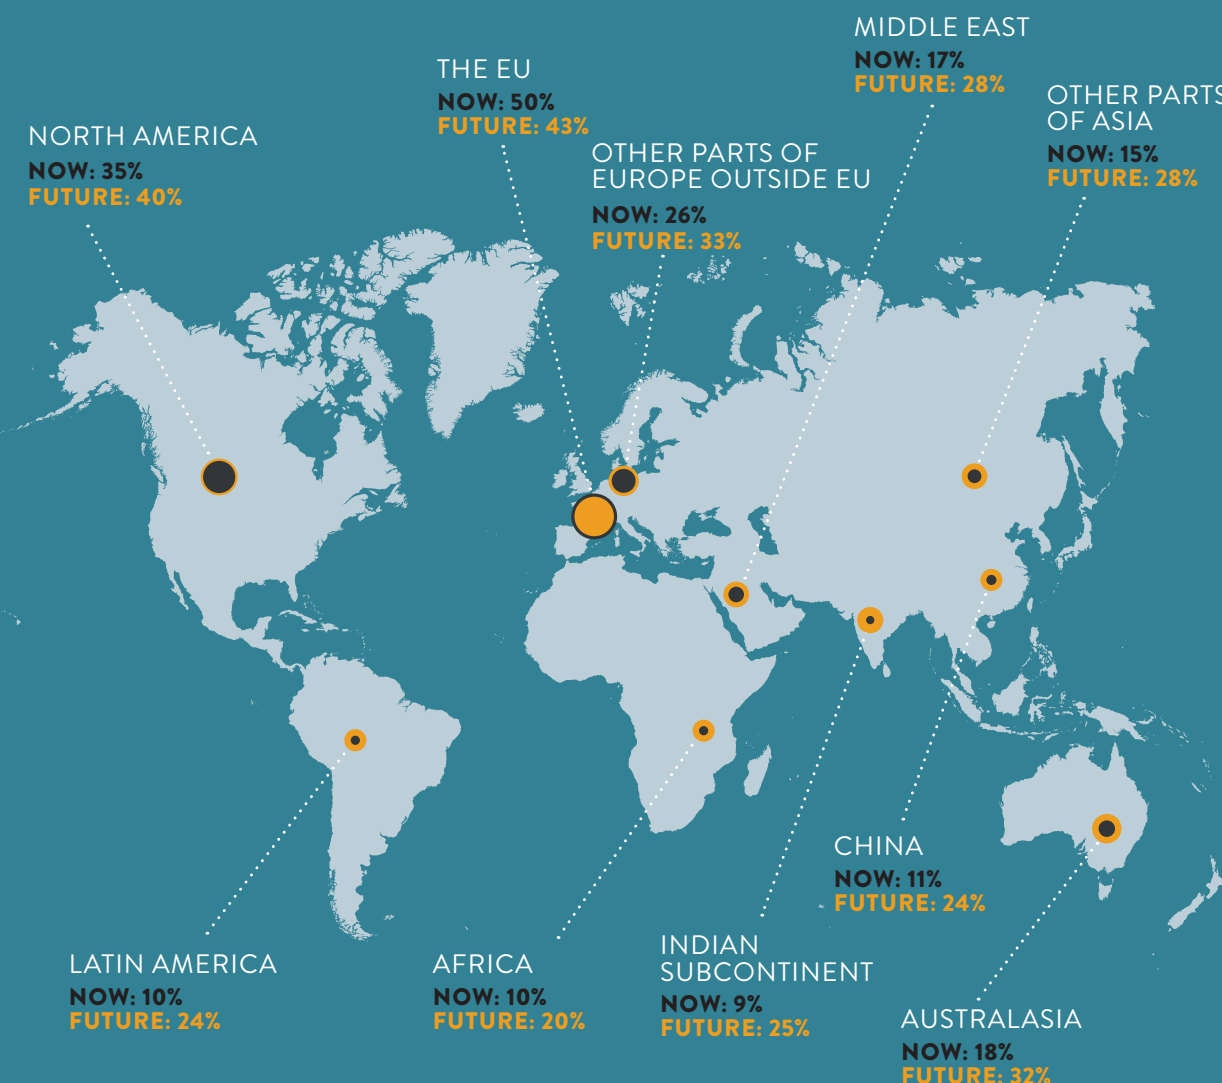 MIDDLE EAST
NOW: 17%
FUTURE: 28%
THE EU
NOW: 50%
FUTURE: 43%
OTHER PARTS
OF ASIA
NOW: 15%
FUTURE: 28%
NORTH AMERICA
NOW: 35%
FUTURE: 40%
OTHER PARTS OF
EUROPE OUTSIDE EU
NOW: 26%
FUTURE: 33%
CHINA
NOW: 11%
FUTURE: 24%
LATIN AMERICA
NOW: 10%
FUTURE: 24%
AFRICA
NOW: 10%
FUTURE: 20%
INDIAN
SUBCONTINENT
NOW: 9%
FUTURE: 25%
AUSTRALASIA
NOW: 18%
FUTURE: 32%